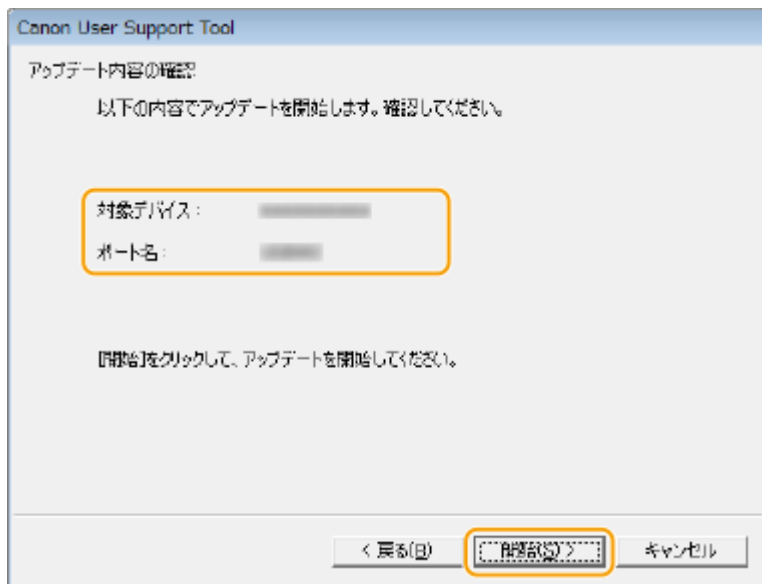 Canon User Support Tool
アップデート内容の確認
以下の内容でアップデートを開始します。確認してください。
対象デバイス:
ポート名:
[開始]をクリックして、アップデートを開始してください。
< 戻る(B)
開始(S) >
キャンセル